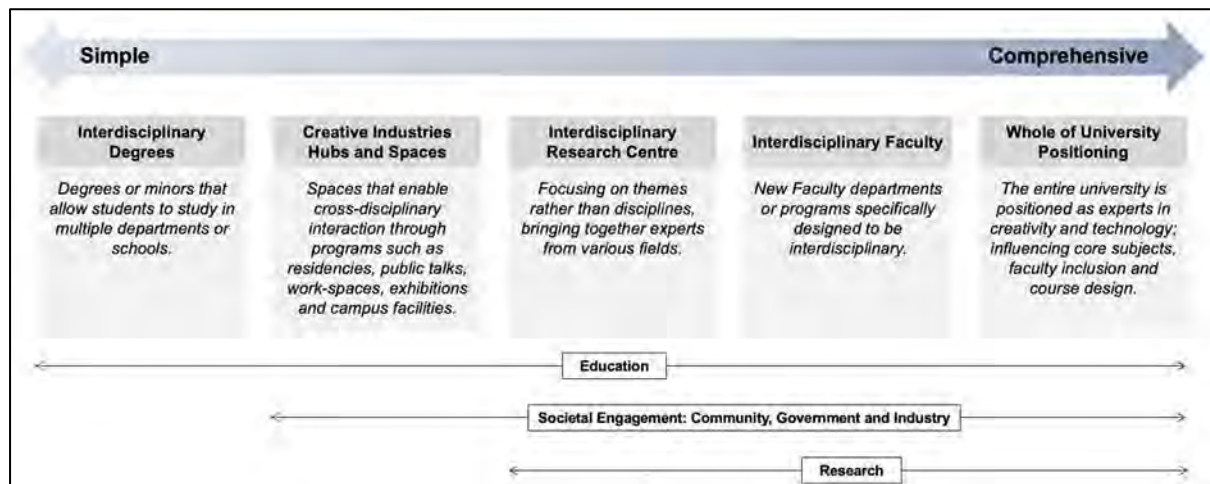 Simple
Comprehensive
Interdisciplinary
Degrees
Degrees or minors that
allow students to study in
multiple departments or
schools.
Creative Industries
Hubs and Spaces
Spaces that enable
cross-disciplinary
interaction through
programs such as
residencies, public talks,
work-spaces, exhibitions
and campus facilities.
Interdisciplinary
Research Centre
Focusing on themes
rather than disciplines,
bringing together experts
from various fields.
Interdisciplinary Faculty
New Faculty departments
or programs specifically
designed to be
interdisciplinary.
Whole of University
Positioning
The entire university is
positioned as experts in
creativity and technology;
influencing core subjects,
faculty inclusion and
course design.
Education
Societal Engagement: Community, Government and Industry
Research